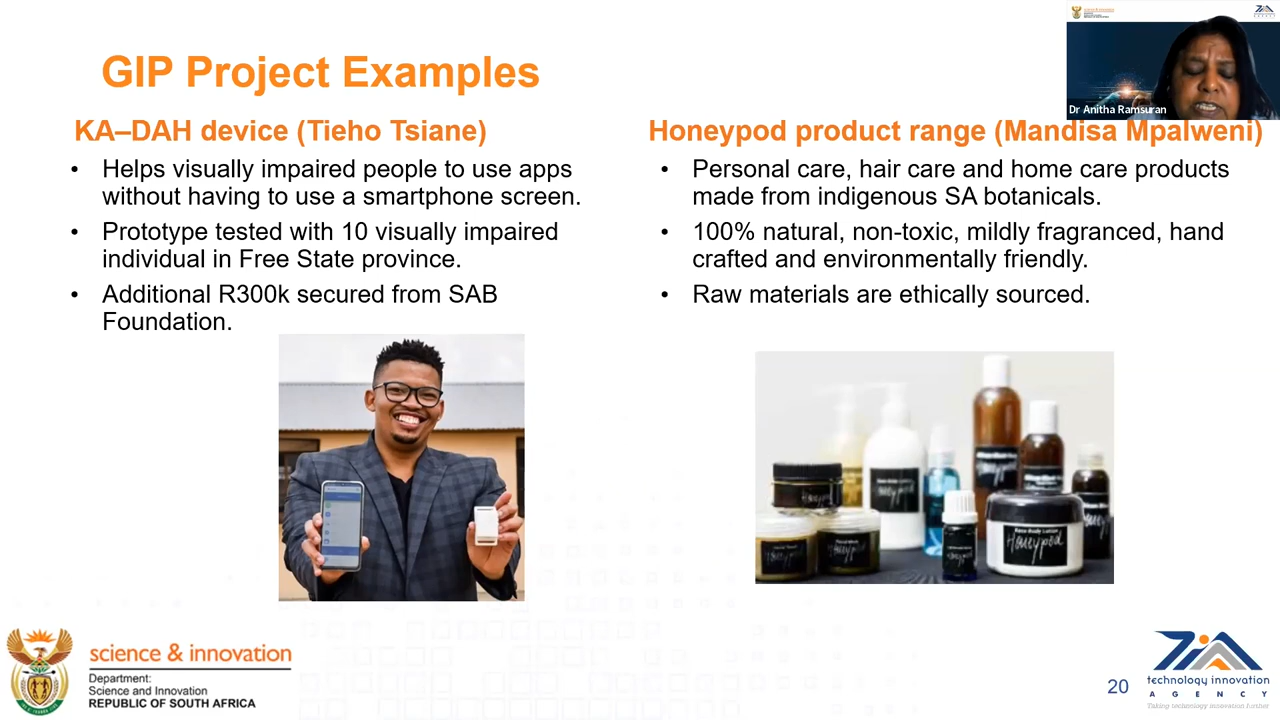 GIP Project Examples
science & innovation
Dr Anitha Ramsuran
KA–DAH device (Tieho Tsiane)
• Helps visually impaired people to use apps
without having to use a smartphone screen.
• Prototype tested with 10 visually impaired
individual in Free State province.
• Additional R300k secured from SAB
Foundation.
Honeypod product range (Mandisa Mpalweni)
• Personal care, hair care and home care products
made from indigenous SA botanicals.
• 100% natural, non-toxic, mildly fragranced, hand
crafted and environmentally friendly.
• Raw materials are ethically sourced.
Honeypod
science & innovation
Department:
Science and Innovation
REPUBLIC OF SOUTH AFRICA
20
technology innovation
AGENCY
Taking technology innovation further